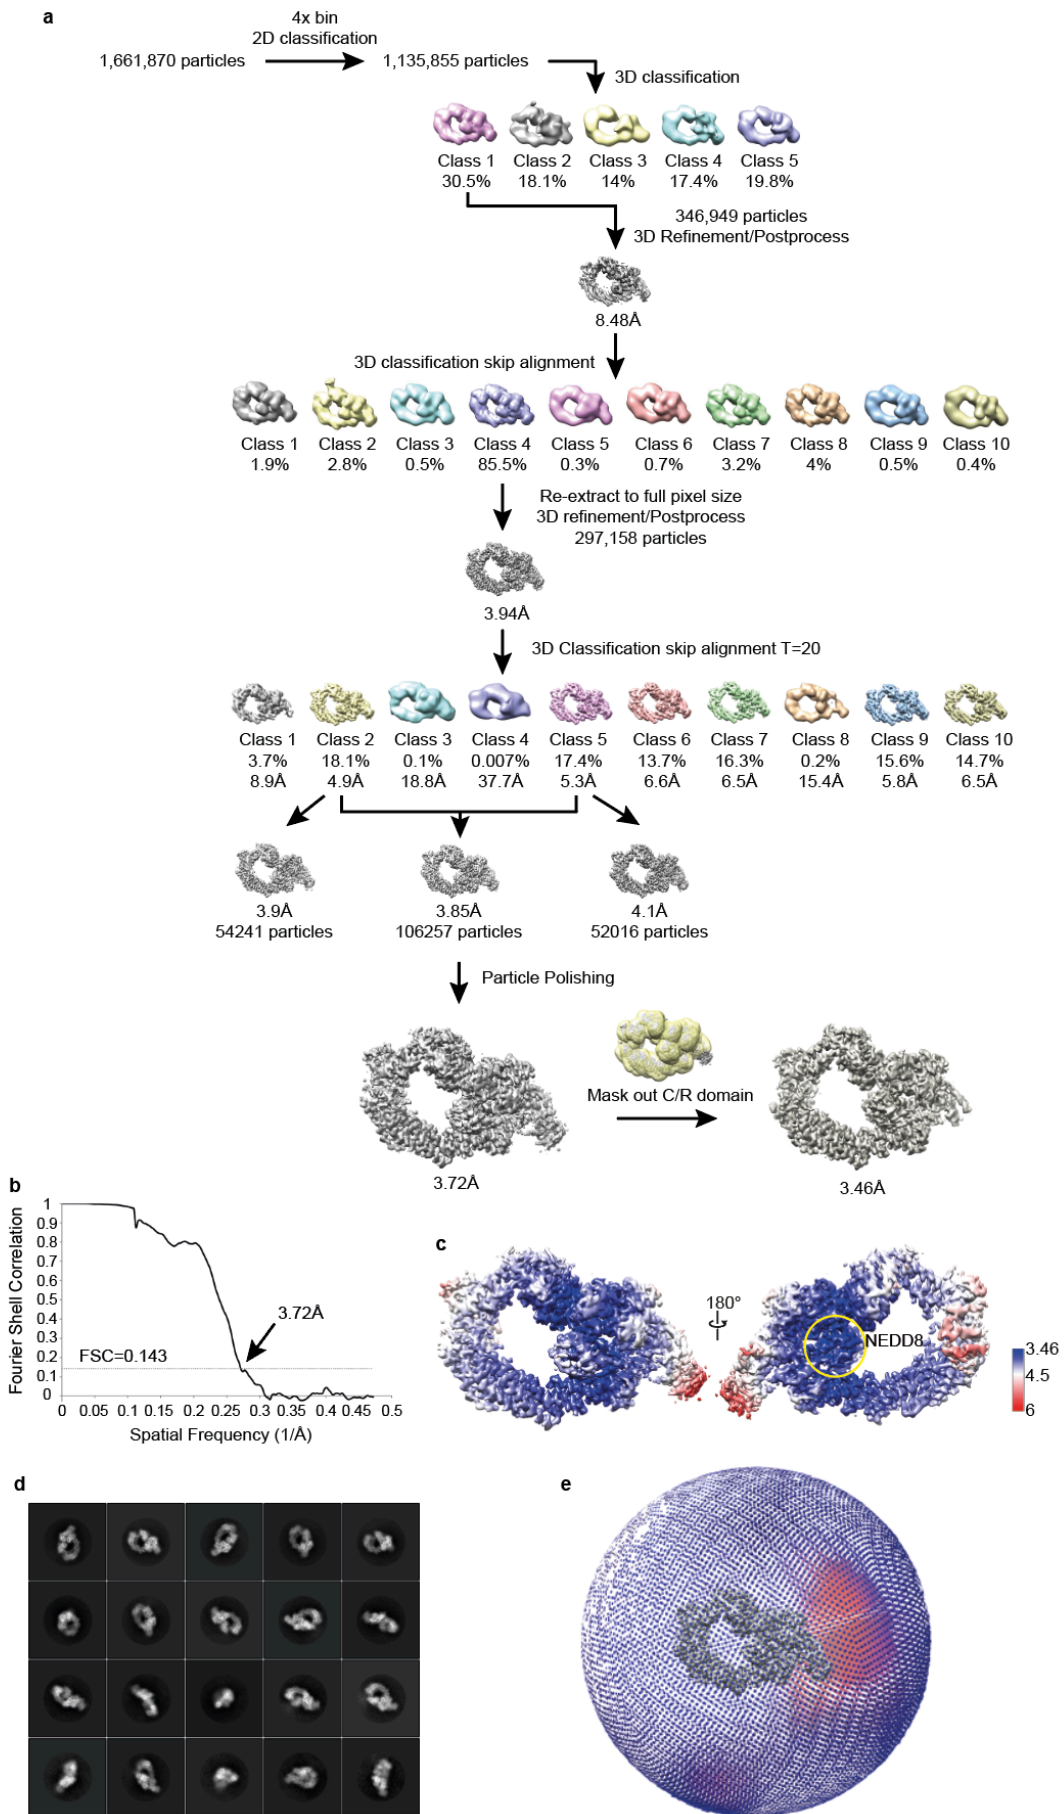 a
4x bin
2D classification
1,661,870 particles
1,135,855 particles
3D classification
Class 1 Class 2 Class 3 Class 4 Class 5
30.5% 18.1% 14% 17.4% 19.8%
346,949 particles
3D Refinement/Postprocess
8.48Å
3D classification skip alignment
Class 1 Class 2 Class 3 Class 4 Class 5 Class 6 Class 7 Class 8 Class 9 Class 10
1.9% 2.8% 0.5% 85.5% 0.3% 0.7% 3.2% 4% 0.5% 0.4%
Re-extract to full pixel size
3D refinement/Postprocess
297,158 particles
3.94Å
3D Classification skip alignment T=20
Class 1 Class 2 Class 3 Class 4 Class 5 Class 6 Class 7 Class 8 Class 9 Class 10
3.7% 18.1% 0.1% 0.007% 17.4% 13.7% 16.3% 0.2% 15.6% 14.7%
8.9Å 4.9Å 18.8Å 37.7Å 5.3Å 6.6Å 6.5Å 15.4Å 5.8Å 6.5Å
3.9Å 3.85Å 4.1Å
54241 particles 106257 particles 52016 particles
Particle Polishing
Mask out C/R domain
3.72Å
3.46Å
b
Fourier Shell Correlation
1
0.9
0.8
0.7
0.6
0.5
0.4
0.3
0.2
0.1
0
3.72Å
FSC=0.143
0 0.05 0.1 0.15 0.2 0.25 0.3 0.35 0.4 0.45 0.5
Spatial Frequency (1/Å)
c
180°
NEDD8
3.46
4.5
6
d
e